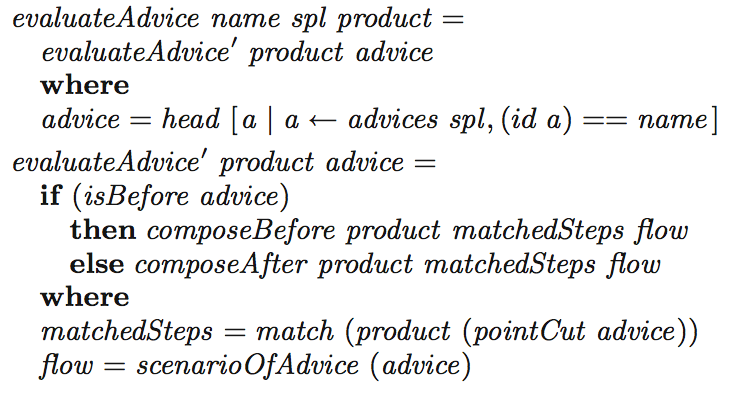 evaluateAdvice name spl product =
evaluateAdvice′ product advice
where
advice = head [a | a ← advices spl, (id a) == name]
evaluateAdvice′ product advice =
if (isBefore advice)
then composeBefore product matchedSteps flow
else composeAfter product matchedSteps flow
where
matchedSteps = match (product (pointCut advice))
flow = scenarioOfAdvice (advice)